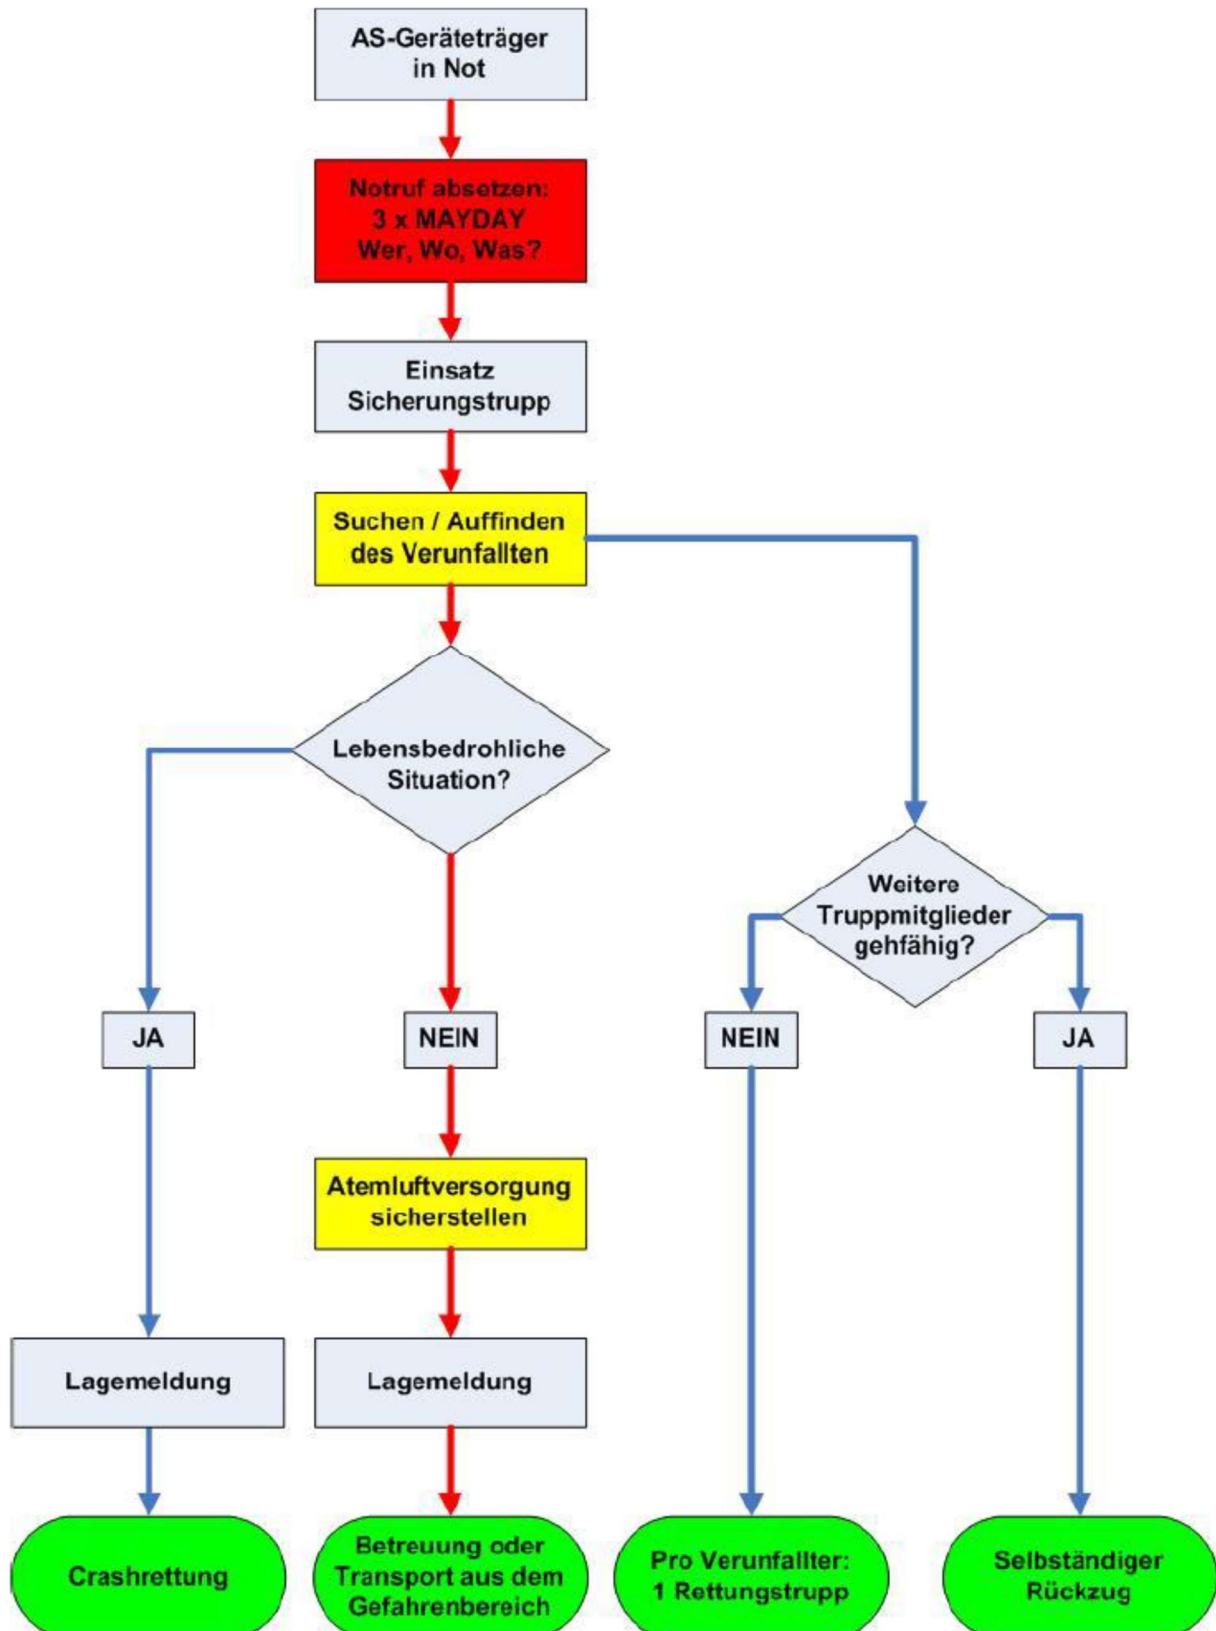 AS-Geräteträger
in Not
Notruf absetzen:
3 x MAYDAY
Wer, Wo, Was?
Einsatz
Sicherungstrupp
Suchen / Auffinden
des Verunfallten
Lebensbedrohliche
Situation?
Weitere
Truppmitglieder
gehfähig?
JA
NEIN
NEIN
JA
Atemluftversorgung
sicherstellen
Lagemeldung
Lagemeldung
Crashrettung
Betreuung oder
Transport aus dem
Gefahrenbereich
Pro Verunfallter:
1 Rettungstrupp
Selbständiger
Rückzug